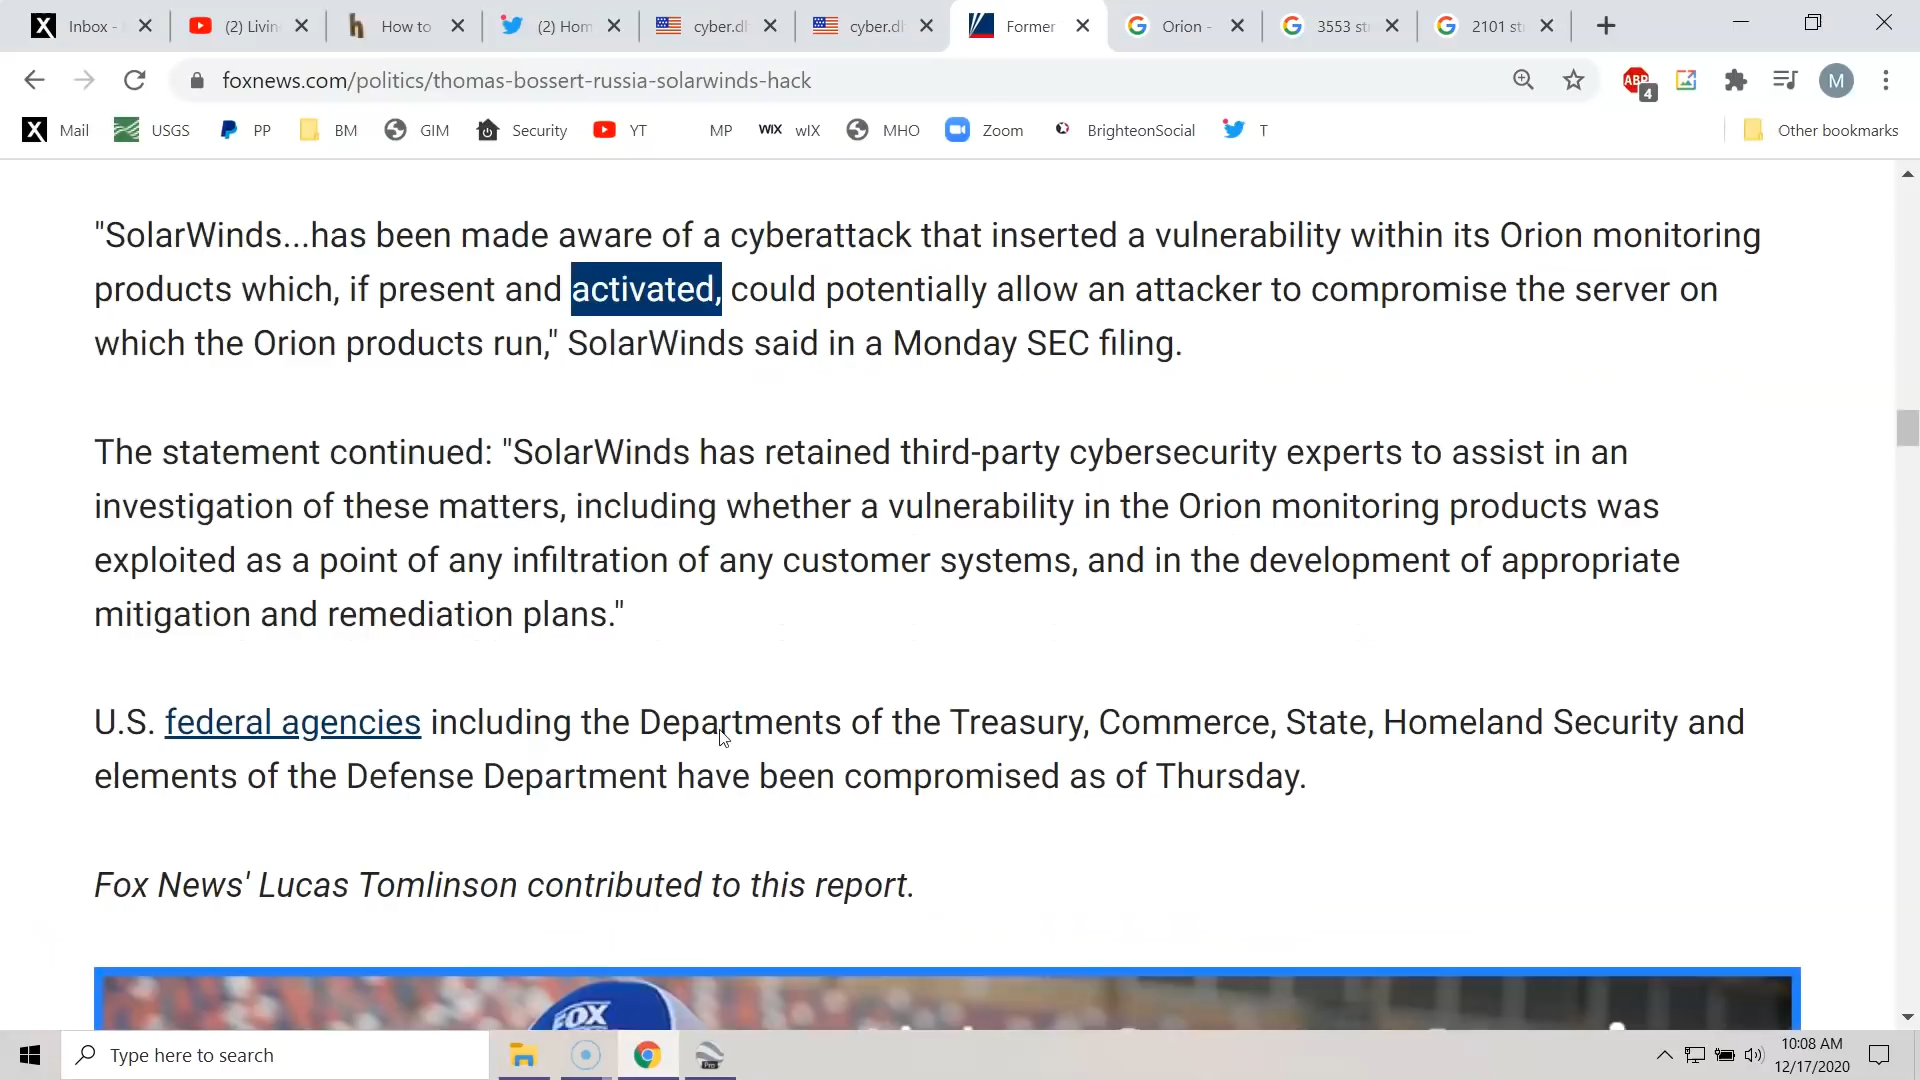 X Inbox - (2) Livin How to (2) Hom cyber.dh cyber.dh Former Orion - 3553 st 2101 st
foxnews.com/politics/thomas-bossert-russia-solarwinds-hack ABP 4 M
X Mail USGS PP BM GIM Security YT MP WIX wIX MHO Zoom BrighteonSocial T Other bookmarks
"SolarWinds...has been made aware of a cyberattack that inserted a vulnerability within its Orion monitoring
products which, if present and activated, could potentially allow an attacker to compromise the server on
which the Orion products run," SolarWinds said in a Monday SEC filing.
The statement continued: "SolarWinds has retained third-party cybersecurity experts to assist in an
investigation of these matters, including whether a vulnerability in the Orion monitoring products was
exploited as a point of any infiltration of any customer systems, and in the development of appropriate
mitigation and remediation plans."
U.S. federal agencies including the Departments of the Treasury, Commerce, State, Homeland Security and
elements of the Defense Department have been compromised as of Thursday.
Fox News' Lucas Tomlinson contributed to this report.
FOX
Type here to search
10:08 AM
12/17/2020